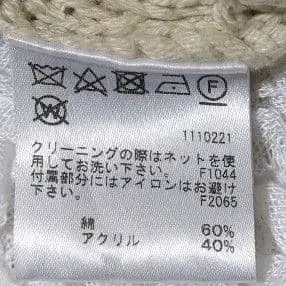 F
W
1110221
クリーニングの際はネットを使
用してお洗い下さい。 F1044
付属部分にはアイロンはお避け
下さい。 F2065
綿 60%
アクリル 40%